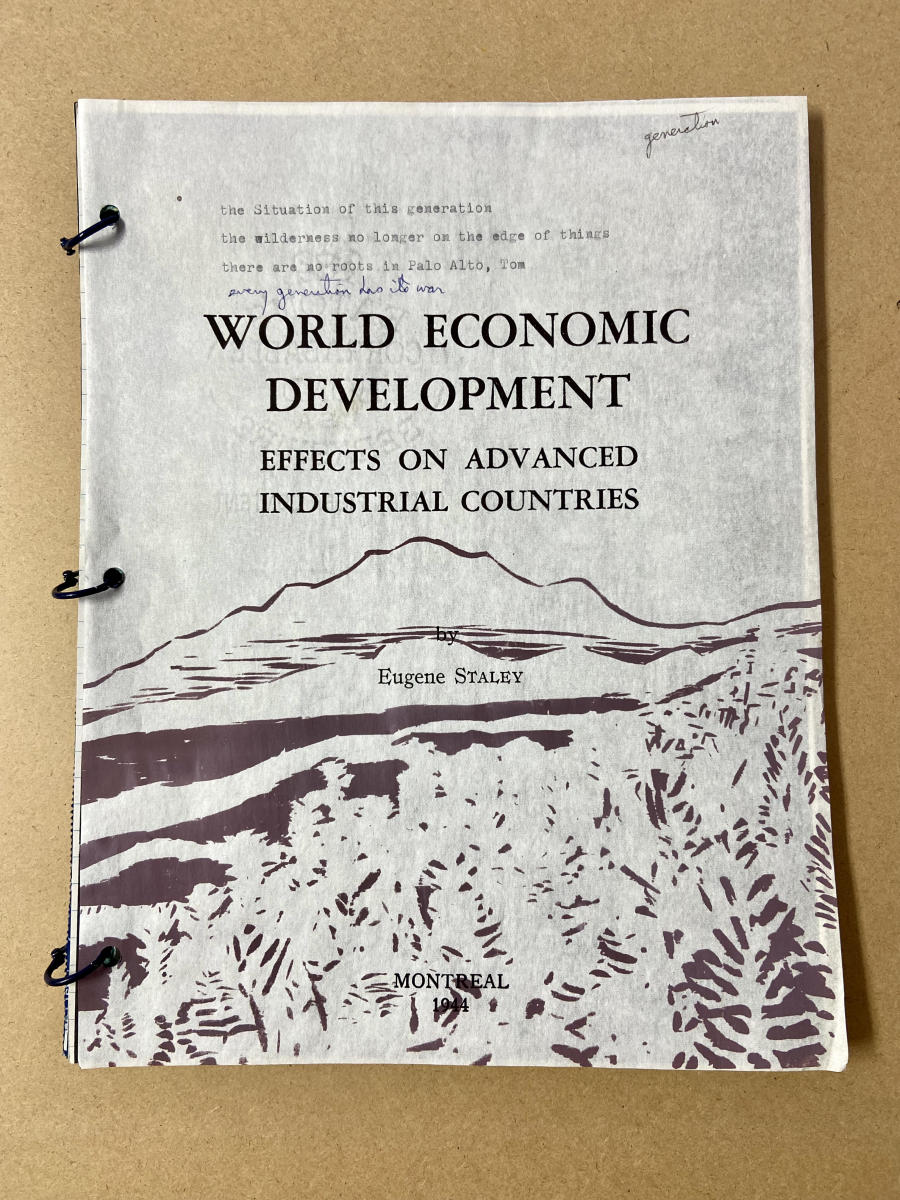 generation
the Situation of this generation
the wilderness no longer on the edge of things
there are no roots in Palo Alto, Tom
every generation has its war
WORLD ECONOMIC
DEVELOPMENT
EFFECTS ON ADVANCED
INDUSTRIAL COUNTRIES
by
Eugene STALEY
MONTREAL
1944